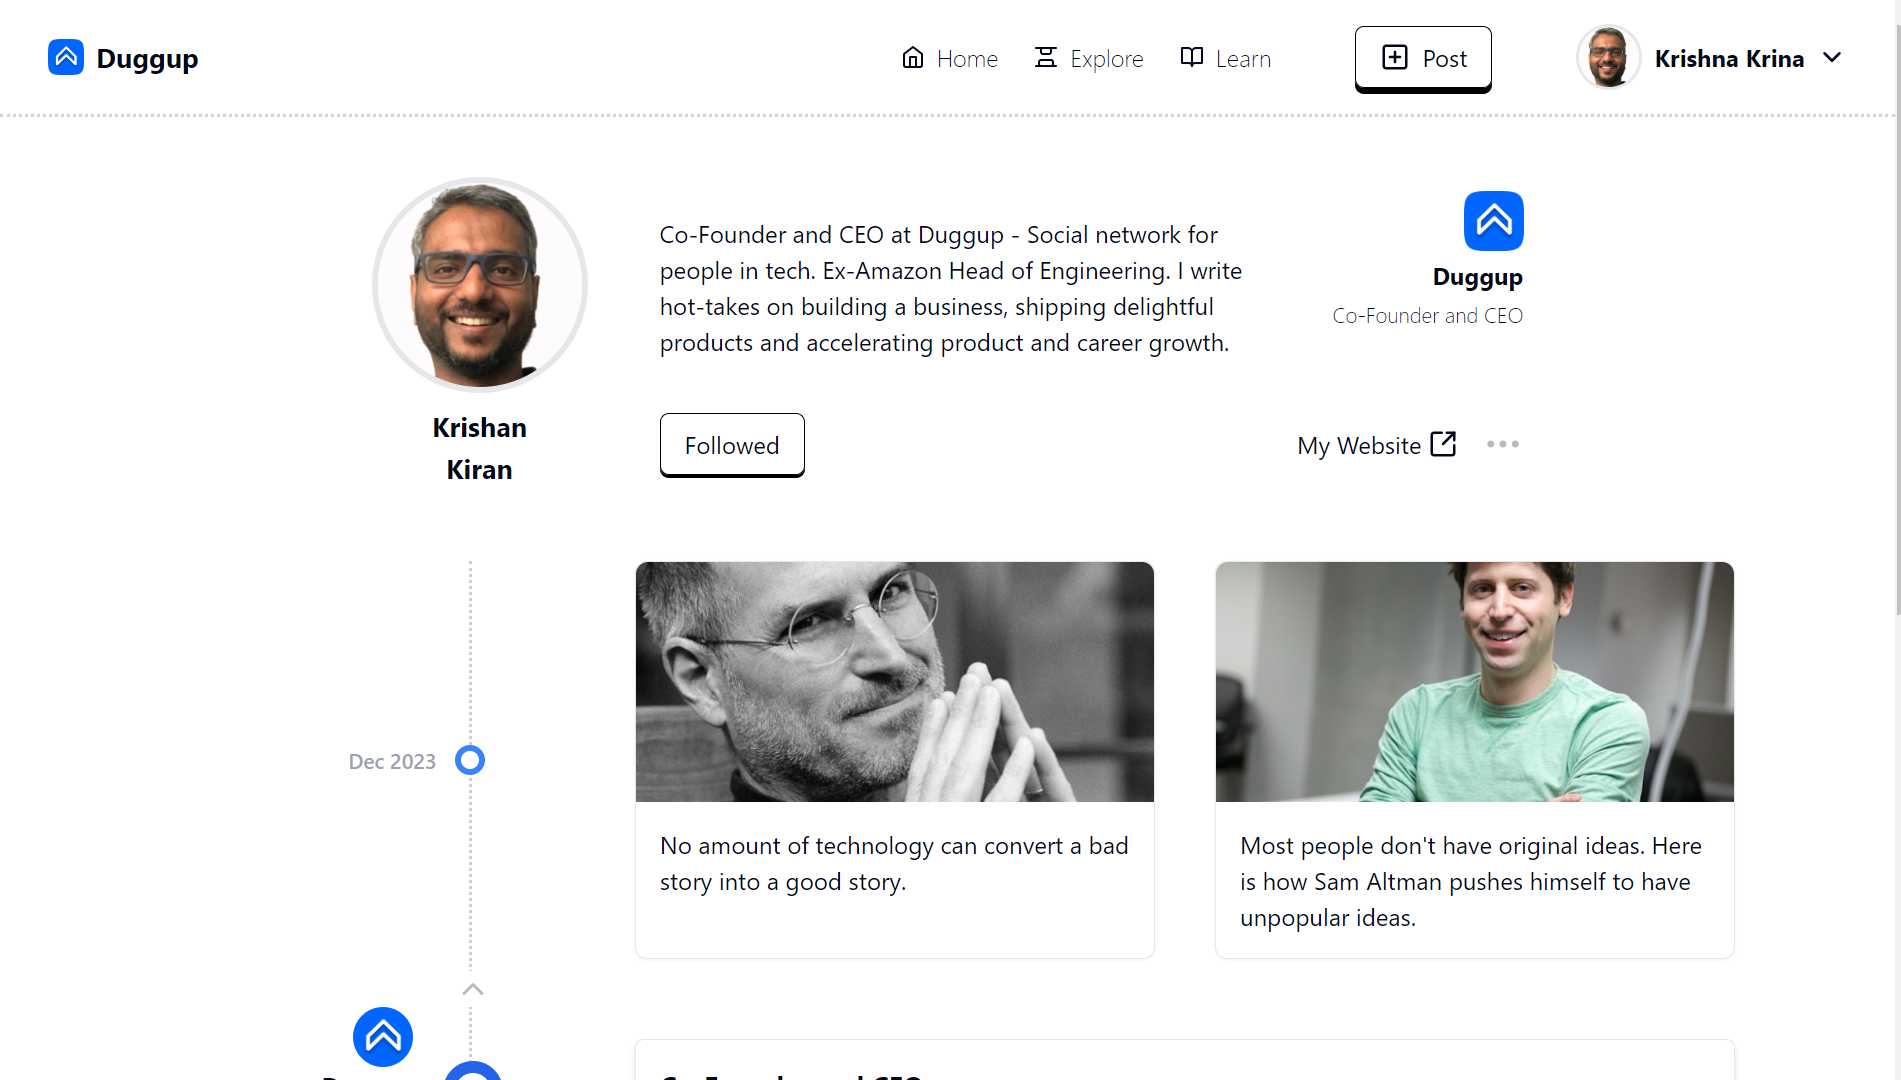 Duggup
Home
Explore
Learn
Post
Krishna Krina
Co-Founder and CEO at Duggup - Social network for
people in tech. Ex-Amazon Head of Engineering. I write
hot-takes on building a business, shipping delightful
products and accelerating product and career growth.
Duggup
Co-Founder and CEO
Krishan
Kiran
Followed
My Website
Dec 2023
No amount of technology can convert a bad
story into a good story.
Most people don't have original ideas. Here
is how Sam Altman pushes himself to have
unpopular ideas.